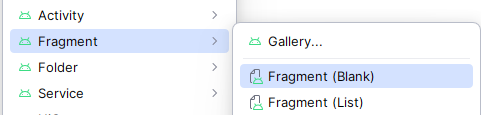 Activity
Fragment
Folder
Service
Gallery...
Fragment (Blank)
Fragment (List)